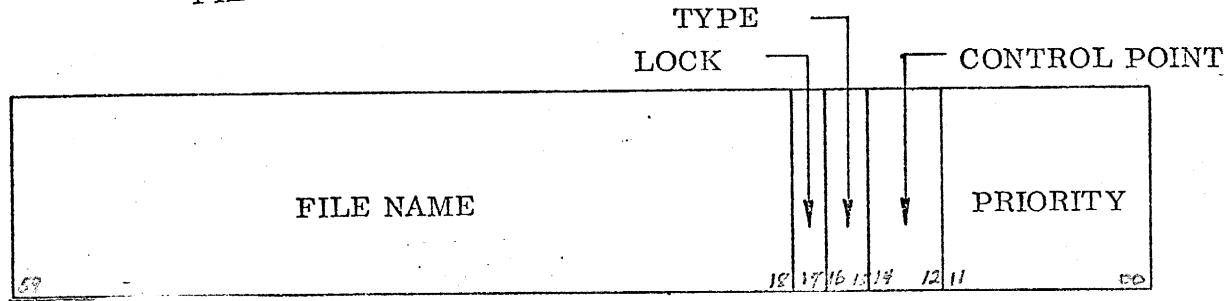 TYPE
LOCK
CONTROL POINT
FILE NAME
PRIORITY
59 18 17 16 15 14 12 11 00